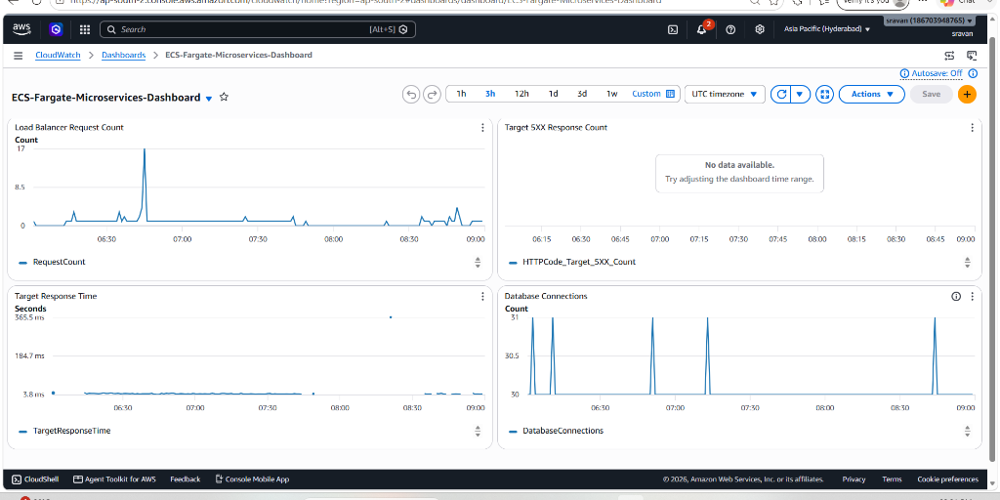 aws
Search [Alt+S]
2
Asia Pacific (Hyderabad)
sravan (186703948765)
sravan
CloudWatch > Dashboards > ECS-Fargate-Microservices-Dashboard
Autosave: Off
ECS-Fargate-Microservices-Dashboard
1h 3h 12h 1d 3d 1w Custom UTC timezone Actions Save
Load Balancer Request Count
Count
17
8.5
0
06:30 07:00 07:30 08:00 08:30 09:00
RequestCount
Target 5XX Response Count
No data available.
Try adjusting the dashboard time range.
06:15 06:30 06:45 07:00 07:15 07:30 07:45 08:00 08:15 08:30 08:45 09:00
HTTPCode_Target_5XX_Count
Target Response Time
Seconds
365.5 ms
184.7 ms
3.8 ms
06:30 07:00 07:30 08:00 08:30 09:00
TargetResponseTime
Database Connections
Count
31
30.5
30
06:30 07:00 07:30 08:00 08:30 09:00
DatabaseConnections
CloudShell Agent Toolkit for AWS Feedback Console Mobile App © 2026, Amazon Web Services, Inc. or its affiliates. Privacy Terms Cookie preferences